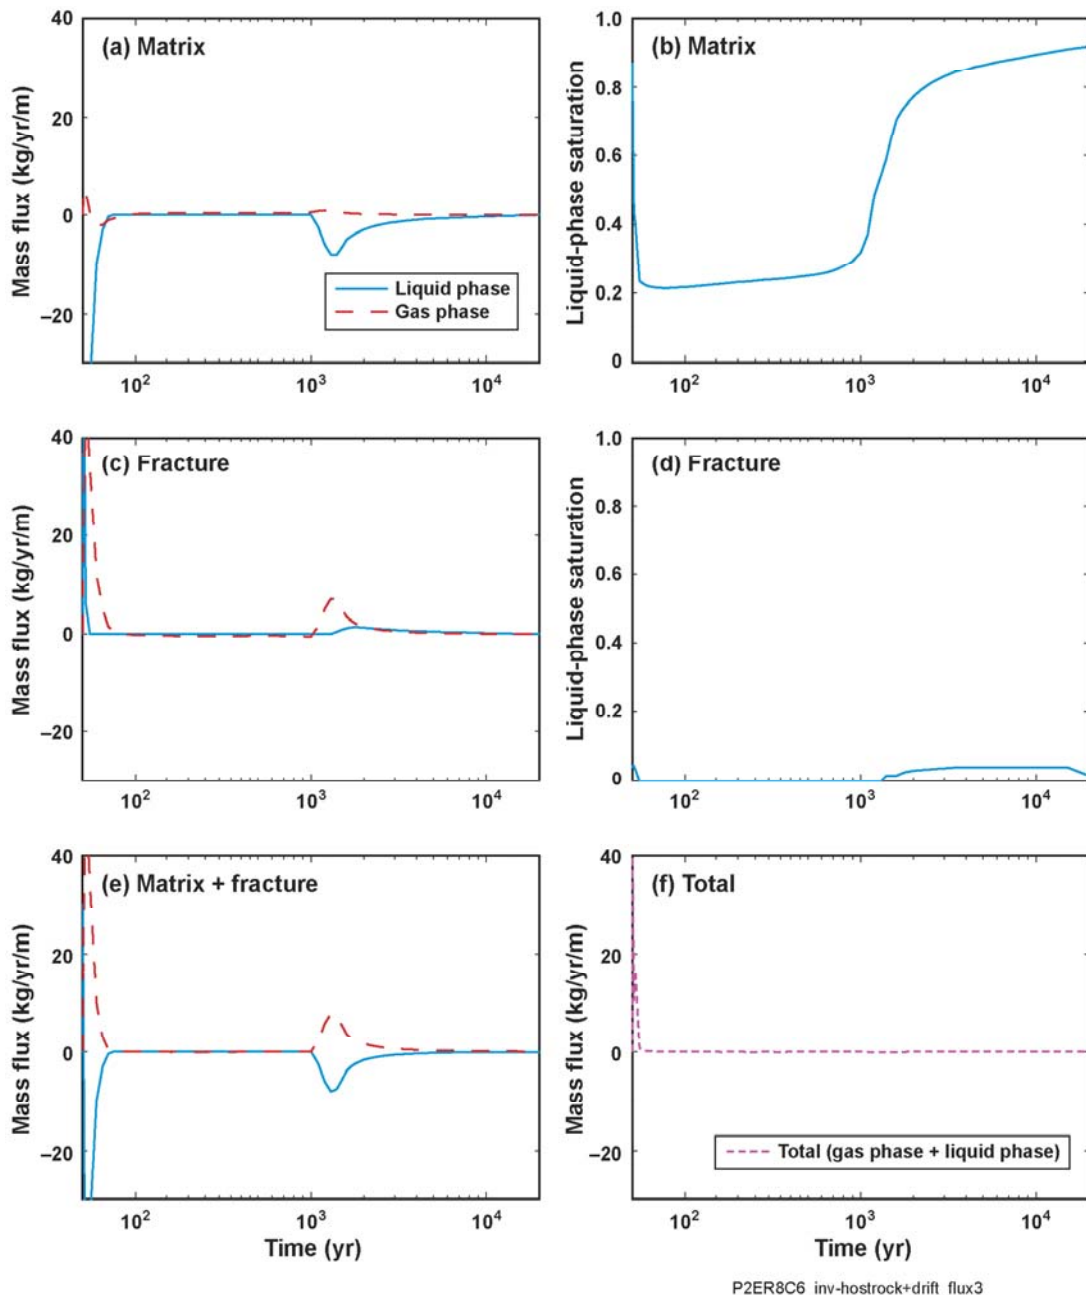 40
(a) Matrix
20
0
−20
Mass flux (kg/yr/m)
Liquid phase
Gas phase
10² 10³ 10⁴
1.0
(b) Matrix
0.8
0.6
0.4
0.2
0
Liquid-phase saturation
10² 10³ 10⁴
40
(c) Fracture
20
0
−20
Mass flux (kg/yr/m)
10² 10³ 10⁴
1.0
(d) Fracture
0.8
0.6
0.4
0.2
0
Liquid-phase saturation
10² 10³ 10⁴
40
(e) Matrix + fracture
20
0
−20
Mass flux (kg/yr/m)
10² 10³ 10⁴
Time (yr)
40
(f) Total
20
0
−20
Mass flux (kg/yr/m)
Total (gas phase + liquid phase)
10² 10³ 10⁴
Time (yr)
P2ER8C6 inv-hostrock+drift flux3